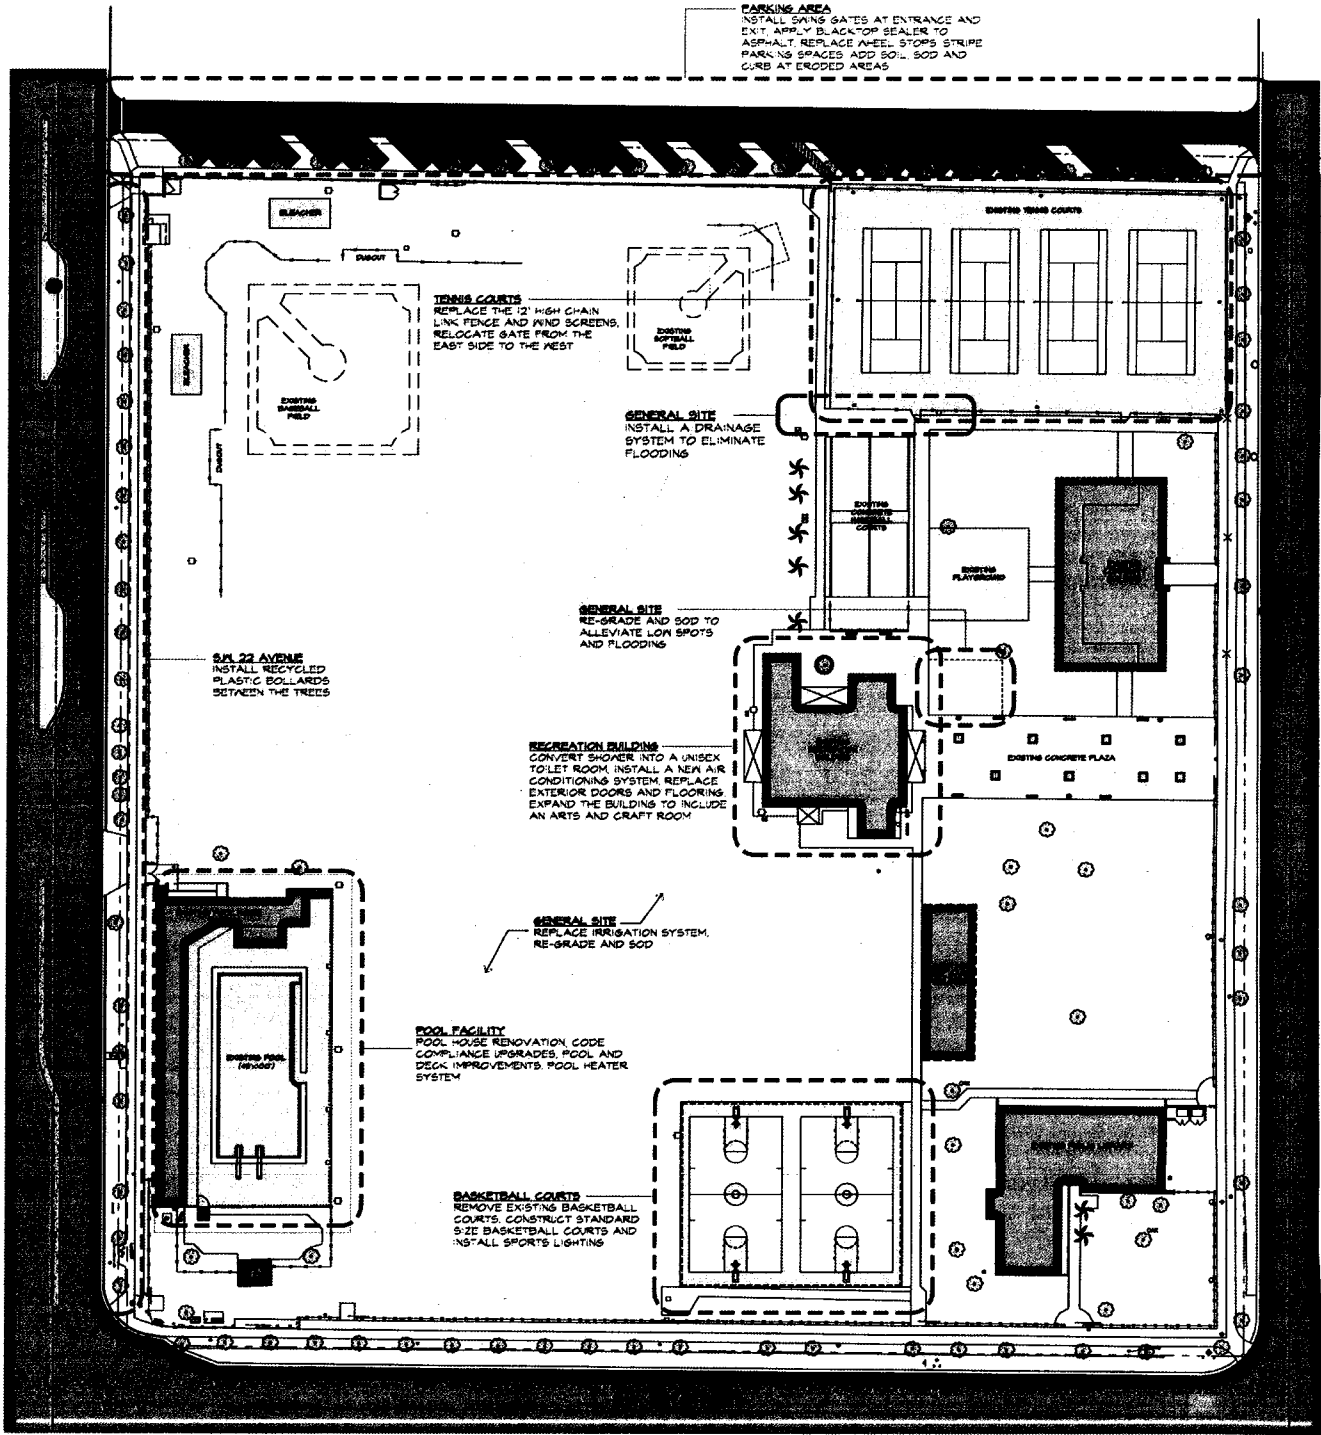 PARKING AREA
INSTALL SWING GATES AT ENTRANCE AND
EXIT, APPLY BLACKTOP SEALER TO
ASPHALT, REPLACE WHEEL STOPS STRIPE
PARKING SPACES ADD SOIL, SOD AND
CURB AT ERODED AREAS
BLEACHER
EXISTING TENNIS COURTS
DUGOUT
TENNIS COURTS
REPLACE THE 12' HIGH CHAIN
LINK FENCE AND WIND SCREENS,
RELOCATE GATE FROM THE
EAST SIDE TO THE WEST
EXISTING
SOFTBALL
FIELD
BLEACHER
EXISTING
BASEBALL
FIELD
GENERAL SITE
INSTALL A DRAINAGE
SYSTEM TO ELIMINATE
FLOODING
DUGOUT
EXISTING
CONCRETE
COURTS
EXISTING
PLAYGROUND
GENERAL SITE
RE-GRADE AND SOD TO
ALLEVIATE LOW SPOTS
AND FLOODING
S.W. 22 AVENUE
INSTALL RECYCLED
PLASTIC BOLLARDS
BETWEEN THE TREES
RECREATION BUILDING
CONVERT SHOWER INTO A UNISEX
TOILET ROOM, INSTALL A NEW AIR
CONDITIONING SYSTEM, REPLACE
EXTERIOR DOORS AND FLOORING.
EXPAND THE BUILDING TO INCLUDE
AN ARTS AND CRAFT ROOM
EXISTING CONCRETE PLAZA
GENERAL SITE
REPLACE IRRIGATION SYSTEM,
RE-GRADE AND SOD
POOL FACILITY
POOL HOUSE RENOVATION, CODE
COMPLIANCE UPGRADES, POOL AND
DECK IMPROVEMENTS, POOL HEATER
SYSTEM
EXISTING POOL
OAK
BASKETBALL COURTS
REMOVE EXISTING BASKETBALL
COURTS. CONSTRUCT STANDARD
SIZE BASKETBALL COURTS AND
INSTALL SPORTS LIGHTING
OAK